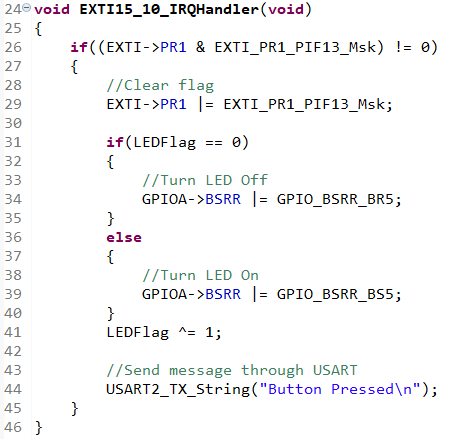 24 void EXTI15_10_IRQHandler(void)
25 {
26     if((EXTI->PR1 & EXTI_PR1_PIF13_Msk) != 0)
27     {
28         //Clear flag
29         EXTI->PR1 |= EXTI_PR1_PIF13_Msk;
30
31         if(LEDFlag == 0)
32         {
33             //Turn LED Off
34             GPIOA->BSRR |= GPIO_BSRR_BR5;
35         }
36         else
37         {
38             //Turn LED On
39             GPIOA->BSRR |= GPIO_BSRR_BS5;
40         }
41         LEDFlag ^= 1;
42
43         //Send message through USART
44         USART2_TX_String("Button Pressed\n");
45     }
46 }